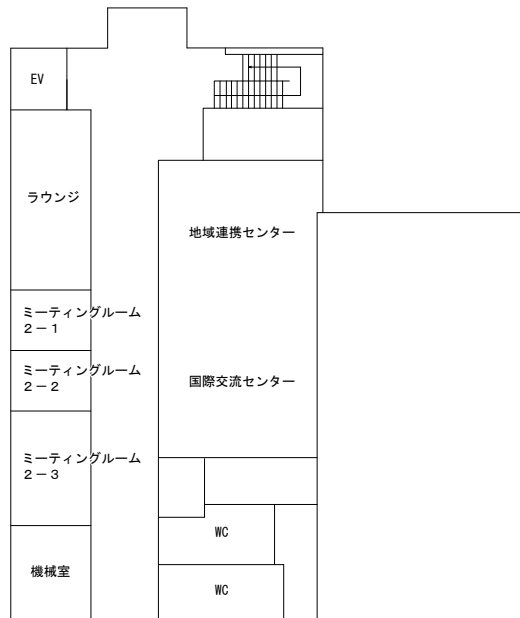 EV
ラウンジ
地域連携センター
ミーティングルーム
２－１
ミーティングルーム
２－２
国際交流センター
ミーティングルーム
２－３
WC
機械室
WC